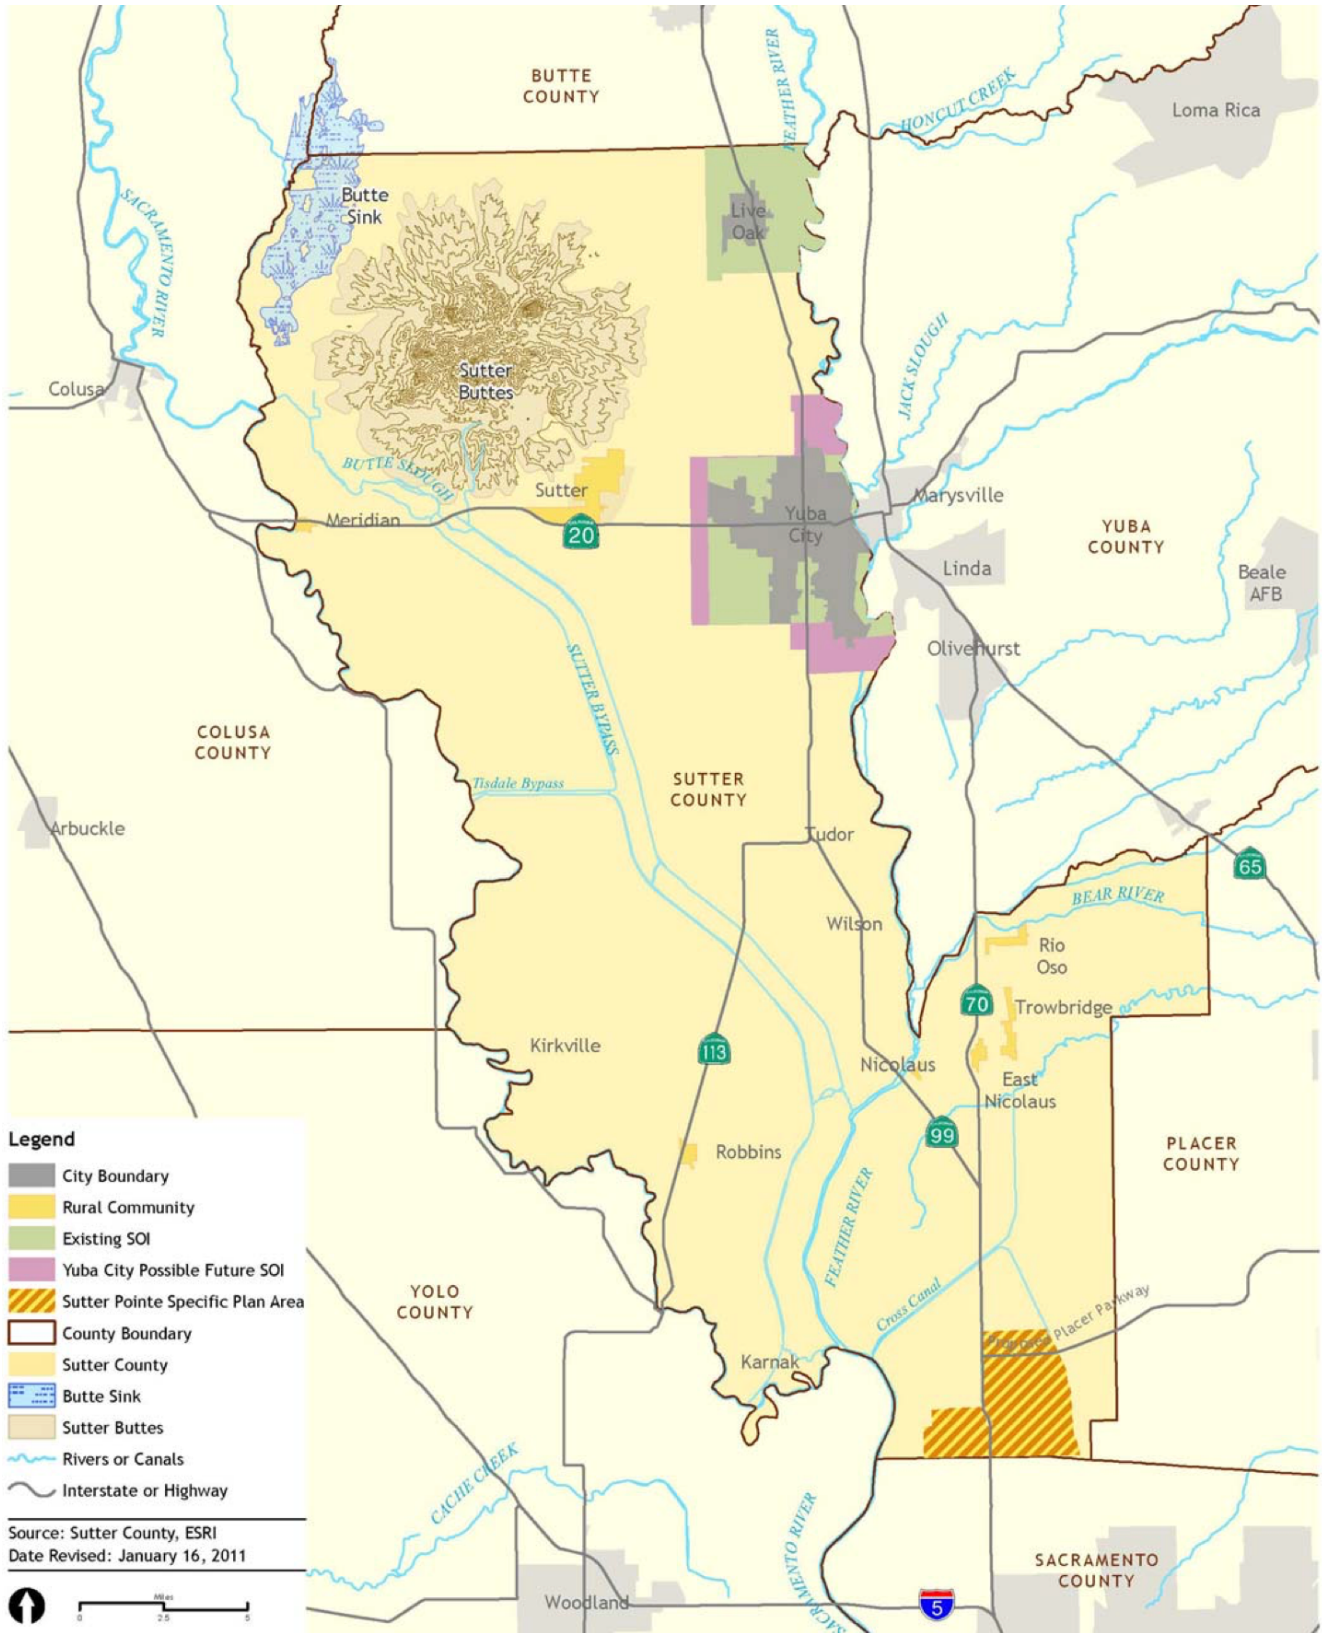 BUTTE
COUNTY
FEATHER RIVER
HONCUT CREEK
Loma Rica
SACRAMENTO RIVER
Butte
Sink
Live
Oak
Sutter
Buttes
JACK SLOUGH
Colusa
BUTTE SLOUGH
Sutter
Meridian
20
Yuba
City
Marysville
YUBA
COUNTY
Linda
Beale
AFB
Olivehurst
SUTTER BYPASS
COLUSA
COUNTY
Tisdale Bypass
SUTTER
COUNTY
Arbuckle
Tudor
65
BEAR RIVER
Wilson
Rio
Oso
70
Trowbridge
Kirkville
113
Nicolaus
East
Nicolaus
99
Robbins
PLACER
COUNTY
FEATHER RIVER
YOLO
COUNTY
Cross Canal
Proposed Placer Parkway
Karnak
CACHE CREEK
SACRAMENTO RIVER
SACRAMENTO
COUNTY
Woodland
5
Legend
City Boundary
Rural Community
Existing SOI
Yuba City Possible Future SOI
Sutter Pointe Specific Plan Area
County Boundary
Sutter County
Butte Sink
Sutter Buttes
Rivers or Canals
Interstate or Highway
Source: Sutter County, ESRI
Date Revised: January 16, 2011
Miles
0 2.5 5